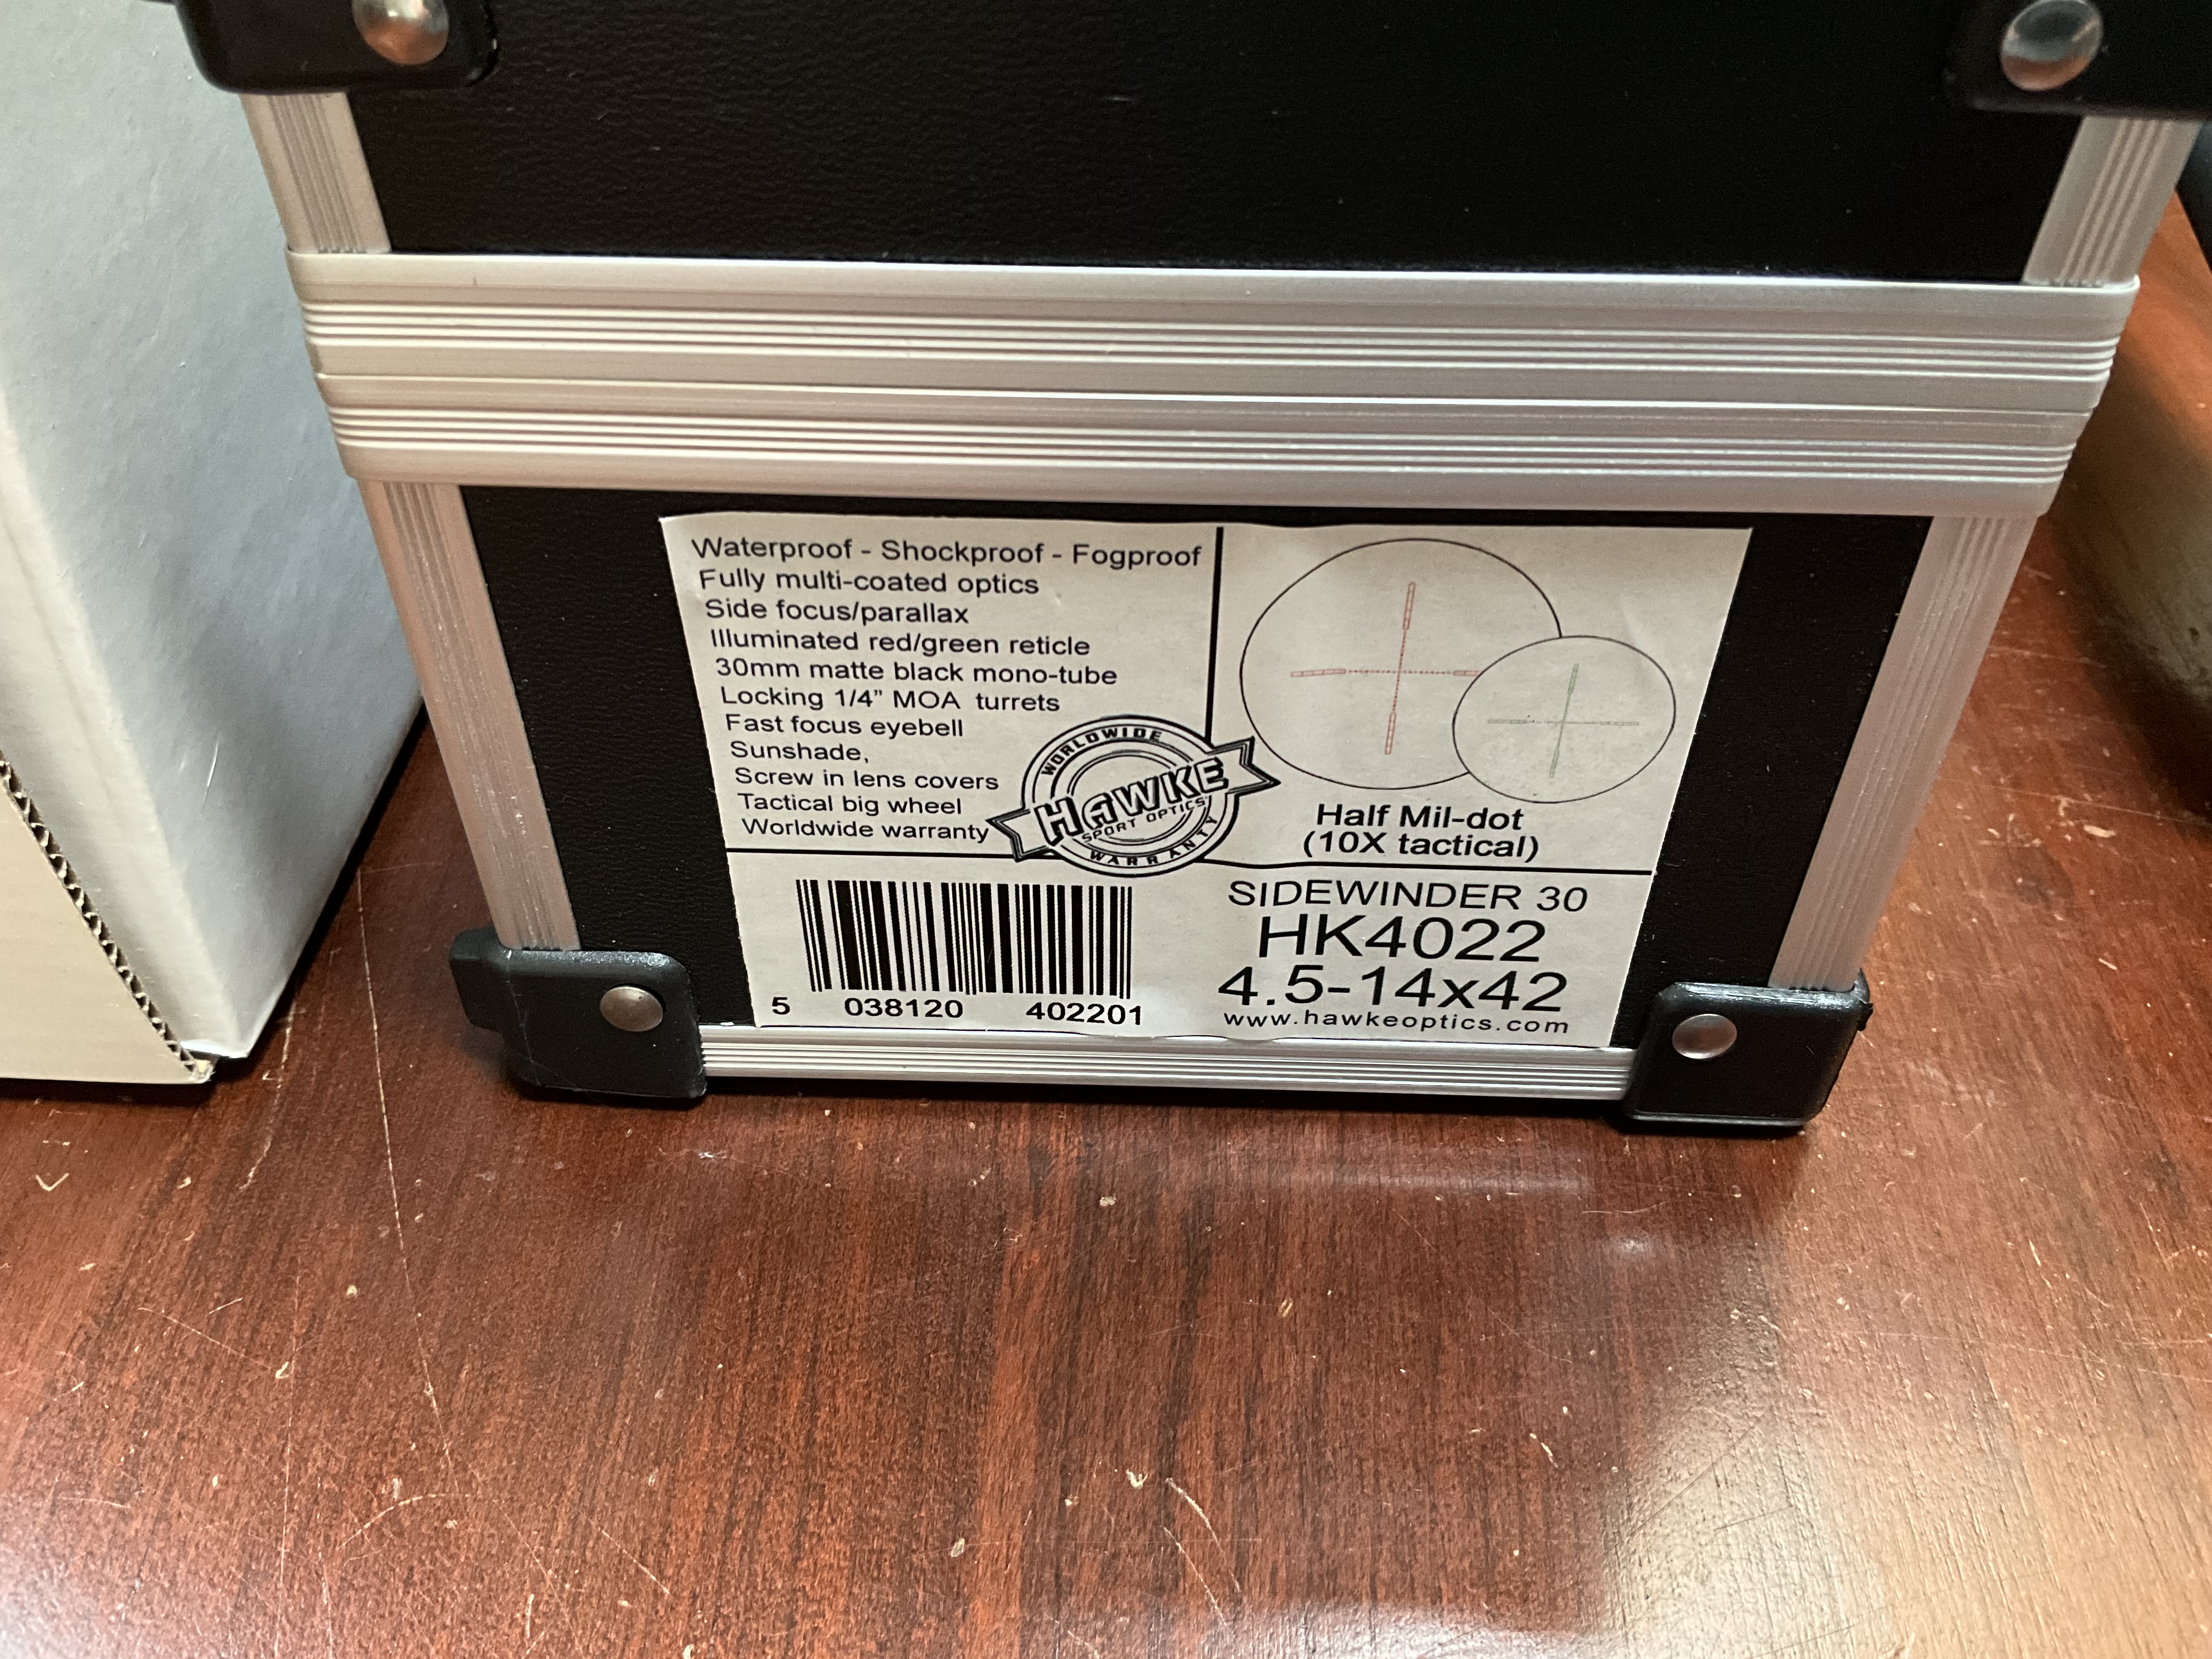 Waterproof - Shockproof - Fogproof
Fully multi-coated optics
Side focus/parallax
Illuminated red/green reticle
30mm matte black mono-tube
Locking 1/4" MOA turrets
Fast focus eyebell
Sunshade,
Screw in lens covers
Tactical big wheel
Worldwide warranty
WORLDWIDE
HAWKE
SPORT OPTICS
WARRANTY
Half Mil-dot
(10X tactical)
5 038120 402201
SIDEWINDER 30
HK4022
4.5-14x42
www.hawkeoptics.com